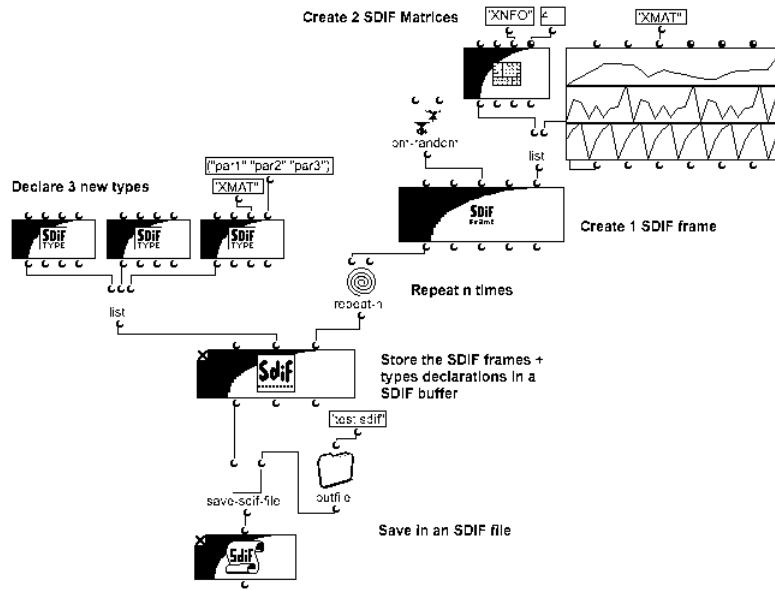 Create 2 SDIF Matrices
"XNFO"
4
"XMAT"
om-random
list
("par1" "par2" "par3")
Declare 3 new types
"XMAT"
SDIF
TYPE
SDIF
TYPE
SDIF
TYPE
SDIF
Frame
Create 1 SDIF frame
list
repeat-n
Repeat n times
Sdif
Store the SDIF frames +
types declarations in a
SDIF buffer
"test.sdif"
save-sdif-file
outfile
Save in an SDIF file
Sdif